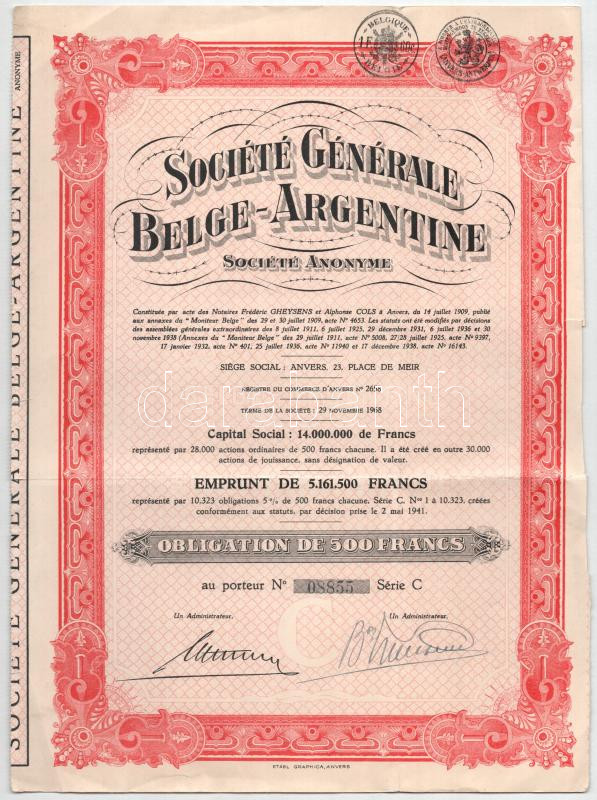 BELGIQUE
SOCIÉTÉ GÉNÉRALE BELGE-ARGENTINE
ANONYME
SOCIÉTÉ GÉNÉRALE
BELGE-ARGENTINE
SOCIÉTÉ ANONYME
Constituée par acte des Notaires Frédéric GHEYSENS et Alphonse COLS à Anvers, du 14 juillet 1909, publié
aux annexes du "Moniteur Belge" des 29 et 30 juillet 1909, acte N° 4653. Les statuts ont été modifiés par décisions
des assemblées générales extraordinaires des 8 juillet 1911, 6 juillet 1925, 29 décembre 1931, 6 juillet 1936 et 30
novembre 1938 (Annexes du "Moniteur Belge" des 29 juillet 1911, acte N° 5008, 27/28 juillet 1925, acte N° 9397,
17 janvier 1932, acte N° 401, 25 juillet 1936, acte N° 11940 et 17 décembre 1938, acte N° 16143.
SIÈGE SOCIAL : ANVERS, 23, PLACE DE MEIR
REGISTRE DU COMMERCE D'ANVERS N° 2658
TERME DE LA SOCIÉTÉ : 29 NOVEMBRE 1968
darabanth
Capital Social : 14.000.000 de Francs
représenté par 28.000 actions ordinaires de 500 francs chacune. Il a été créé en outre 30.000
actions de jouissance, sans désignation de valeur.
EMPRUNT DE 5.161.500 FRANCS
représenté par 10.323 obligations 5 % de 500 francs chacune, Série C, Nos 1 à 10.323, créées
conformément aux statuts, par décision prise le 2 mai 1941.
OBLIGATION DE 500 FRANCS
au porteur N° 08855 Série C
Un Administrateur, Un Administrateur,
C
ETABL. GRAPHICA, ANVERS